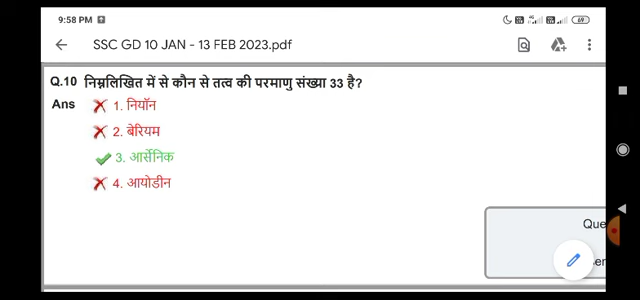 9:58 PM
69
SSC GD 10 JAN - 13 FEB 2023.pdf
Q.10 निम्नलिखित में से कौन से तत्व की परमाणु संख्या 33 है?
Ans 1. नियॉन
2. बेरियम
3. आर्सेनिक
4. आयोडीन
Que